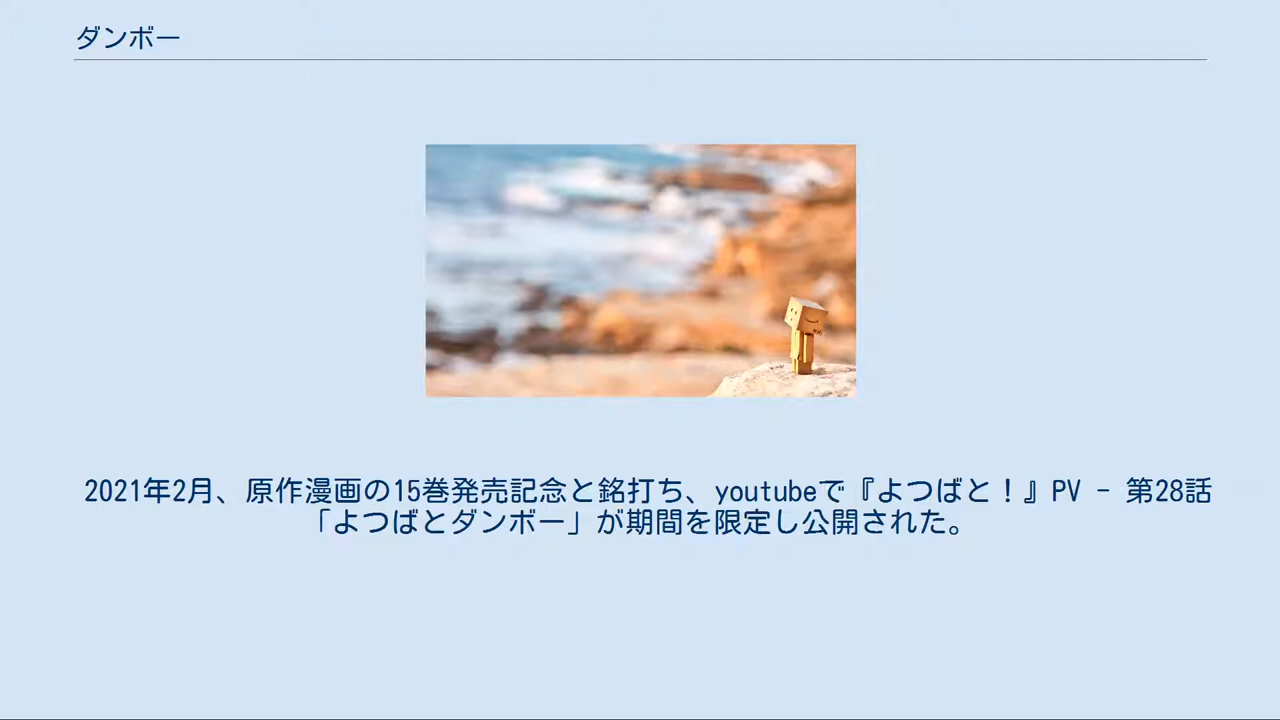 ダンボー
2021年2月、原作漫画の15巻発売記念と銘打ち、youtubeで『よつばと！』PV - 第28話
「よつばとダンボー」が期間を限定し公開された。